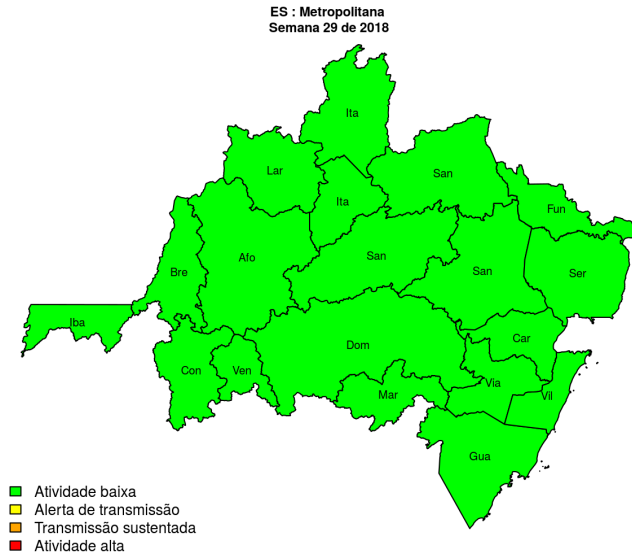 ES : Metropolitana
Semana 29 de 2018
Ita
Lar
San
Ita
Fun
Afo
San
San
Bre
Ser
Iba
Car
Dom
Con
Ven
Via
Mar
Vil
Gua
Atividade baixa
Alerta de transmissão
Transmissão sustentada
Atividade alta